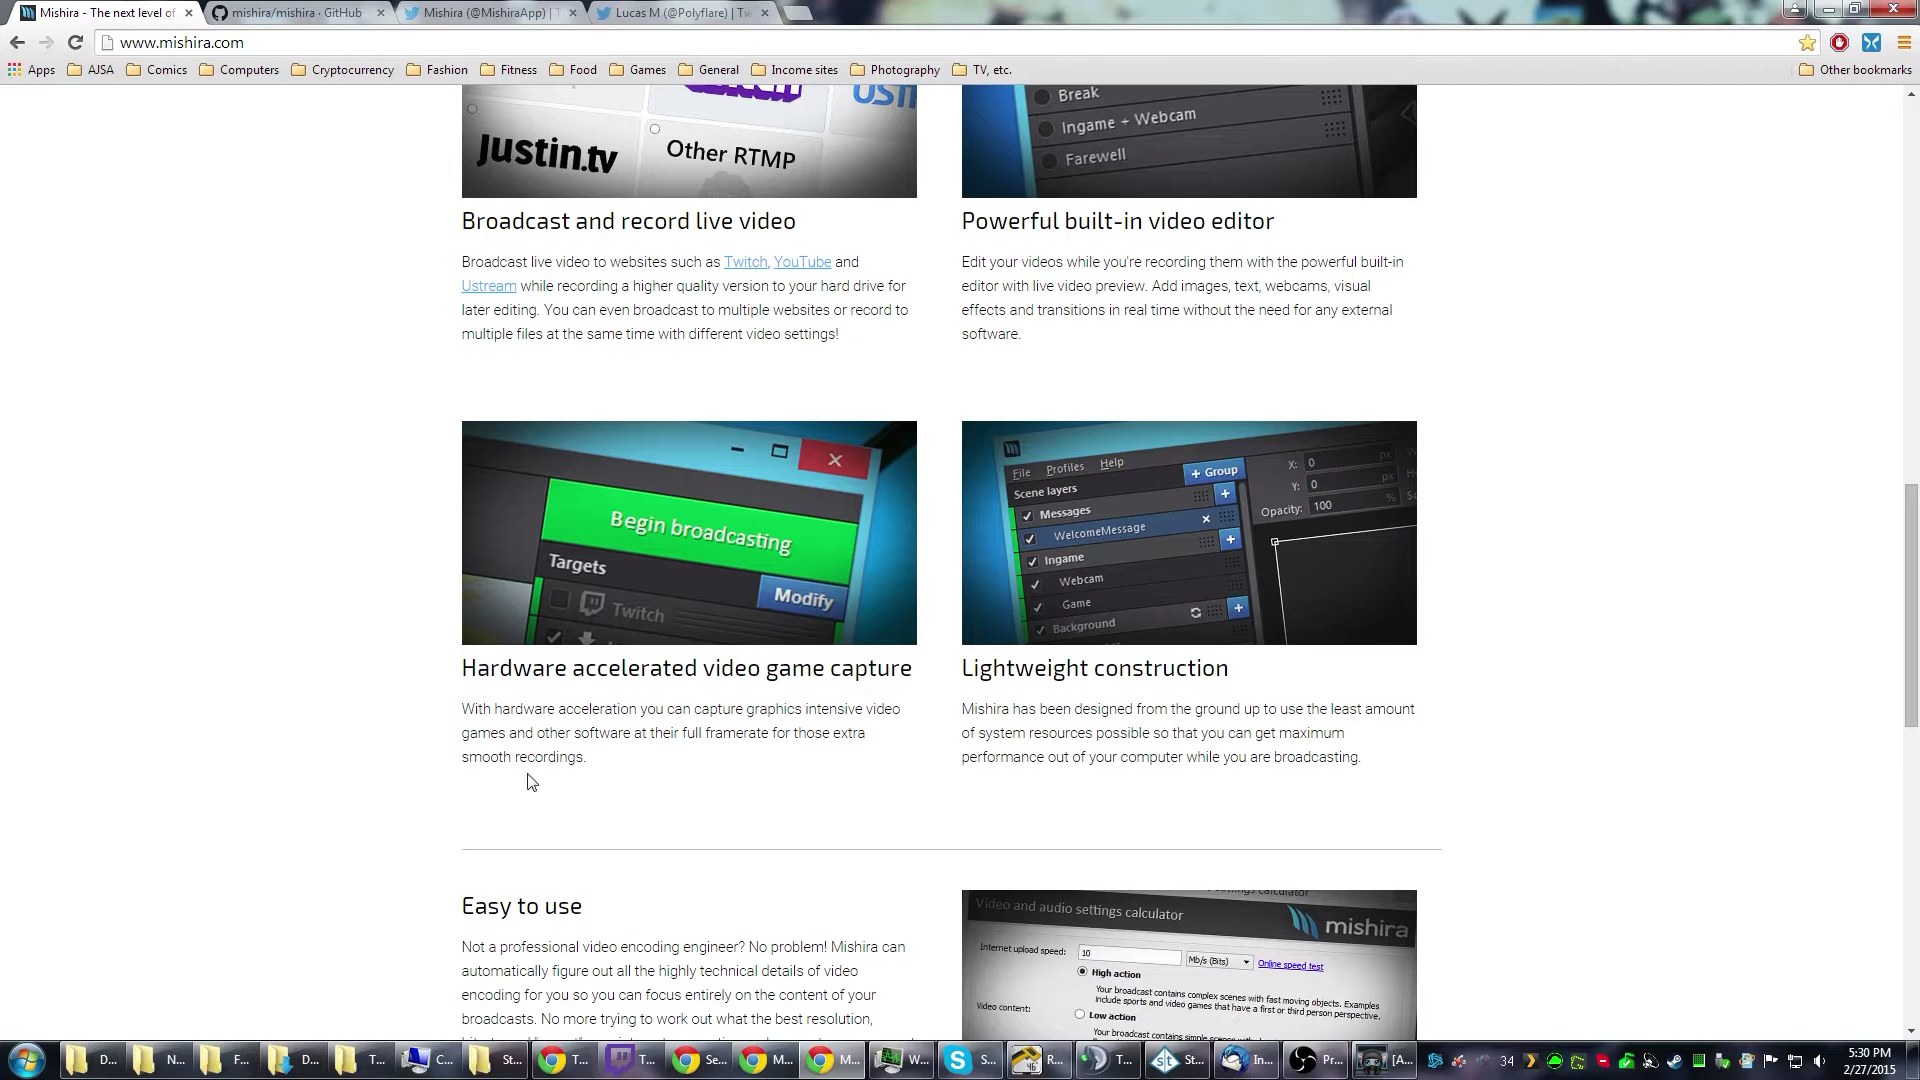 Mishira - The next level of
mishira/mishira · GitHub
Mishira (@MishiraApp) | T
Lucas M (@Polyflare) | Tw
www.mishira.com
Apps
AJSA
Comics
Computers
Cryptocurrency
Fashion
Fitness
Food
Games
General
Income sites
Photography
TV, etc.
Other bookmarks
Justin.tv
Other RTMP
Break
Ingame + Webcam
Farewell
Broadcast and record live video
Broadcast live video to websites such as Twitch, YouTube and
Ustream while recording a higher quality version to your hard drive for
later editing. You can even broadcast to multiple websites or record to
multiple files at the same time with different video settings!
Powerful built-in video editor
Edit your videos while you're recording them with the powerful built-in
editor with live video preview. Add images, text, webcams, visual
effects and transitions in real time without the need for any external
software.
Begin broadcasting
Targets
Modify
Twitch
File Profiles Help
+ Group
Scene layers
Messages
WelcomeMessage
Ingame
Webcam
Game
Background
X: 0 px
Y: 0 px
Opacity: 100 %
Hardware accelerated video game capture
With hardware acceleration you can capture graphics intensive video
games and other software at their full framerate for those extra
smooth recordings.
Lightweight construction
Mishira has been designed from the ground up to use the least amount
of system resources possible so that you can get maximum
performance out of your computer while you are broadcasting.
Easy to use
Not a professional video encoding engineer? No problem! Mishira can
automatically figure out all the highly technical details of video
encoding for you so you can focus entirely on the content of your
broadcasts. No more trying to work out what the best resolution,
Video and audio settings calculator
mishira
Internet upload speed: 10 Mb/s (Bits) Online speed test
Video content:
High action
Your broadcast contains complex scenes with fast moving objects. Examples
include sports and video games that have a first or third person perspective.
Low action
D...
N...
F...
D...
T...
C...
St...
T...
T...
Se...
M...
M...
W...
S...
R...
T...
St...
In...
Pr...
[A...
34
5:30 PM
2/27/2015